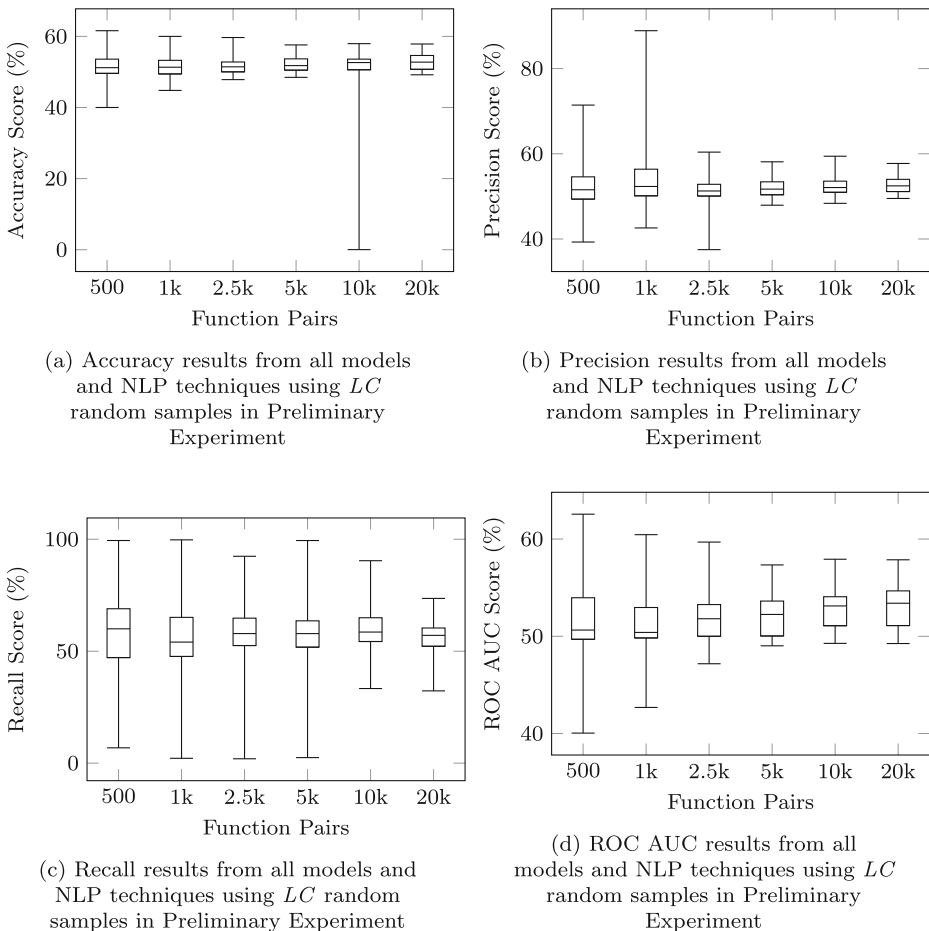 Accuracy Score (%)
60
40
20
0
500 1k 2.5k 5k 10k 20k
Function Pairs
(a) Accuracy results from all models
and NLP techniques using LC
random samples in Preliminary
Experiment
Precision Score (%)
80
60
40
500 1k 2.5k 5k 10k 20k
Function Pairs
(b) Precision results from all models
and NLP techniques using LC
random samples in Preliminary
Experiment
Recall Score (%)
100
50
0
500 1k 2.5k 5k 10k 20k
Function Pairs
(c) Recall results from all models and
NLP techniques using LC random
samples in Preliminary Experiment
ROC AUC Score (%)
60
50
40
500 1k 2.5k 5k 10k 20k
Function Pairs
(d) ROC AUC results from all
models and NLP techniques using LC
random samples in Preliminary
Experiment